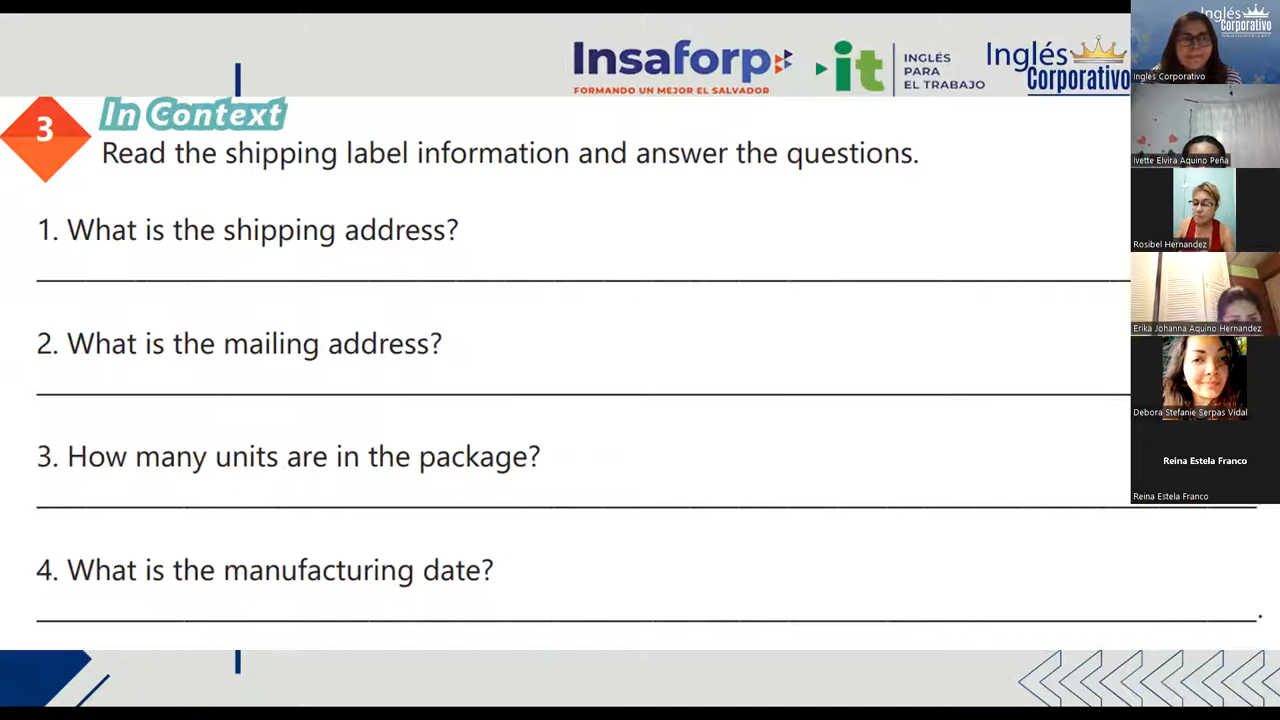 Insaforp
FORMANDO UN MEJOR EL SALVADOR
it
INGLÉS
PARA
EL TRABAJO
Inglés
Corporativo
3
In Context
Read the shipping label information and answer the questions.
1. What is the shipping address?
2. What is the mailing address?
3. How many units are in the package?
4. What is the manufacturing date?
Inglés
Corporativo
Ingles Corporativo
Ivette Elvira Aquino Peña
Rosibel Hernandez
Erika Johanna Aquino Hernandez
Debora Stefanie Serpas Vidal
Reina Estela Franco
Reina Estela Franco